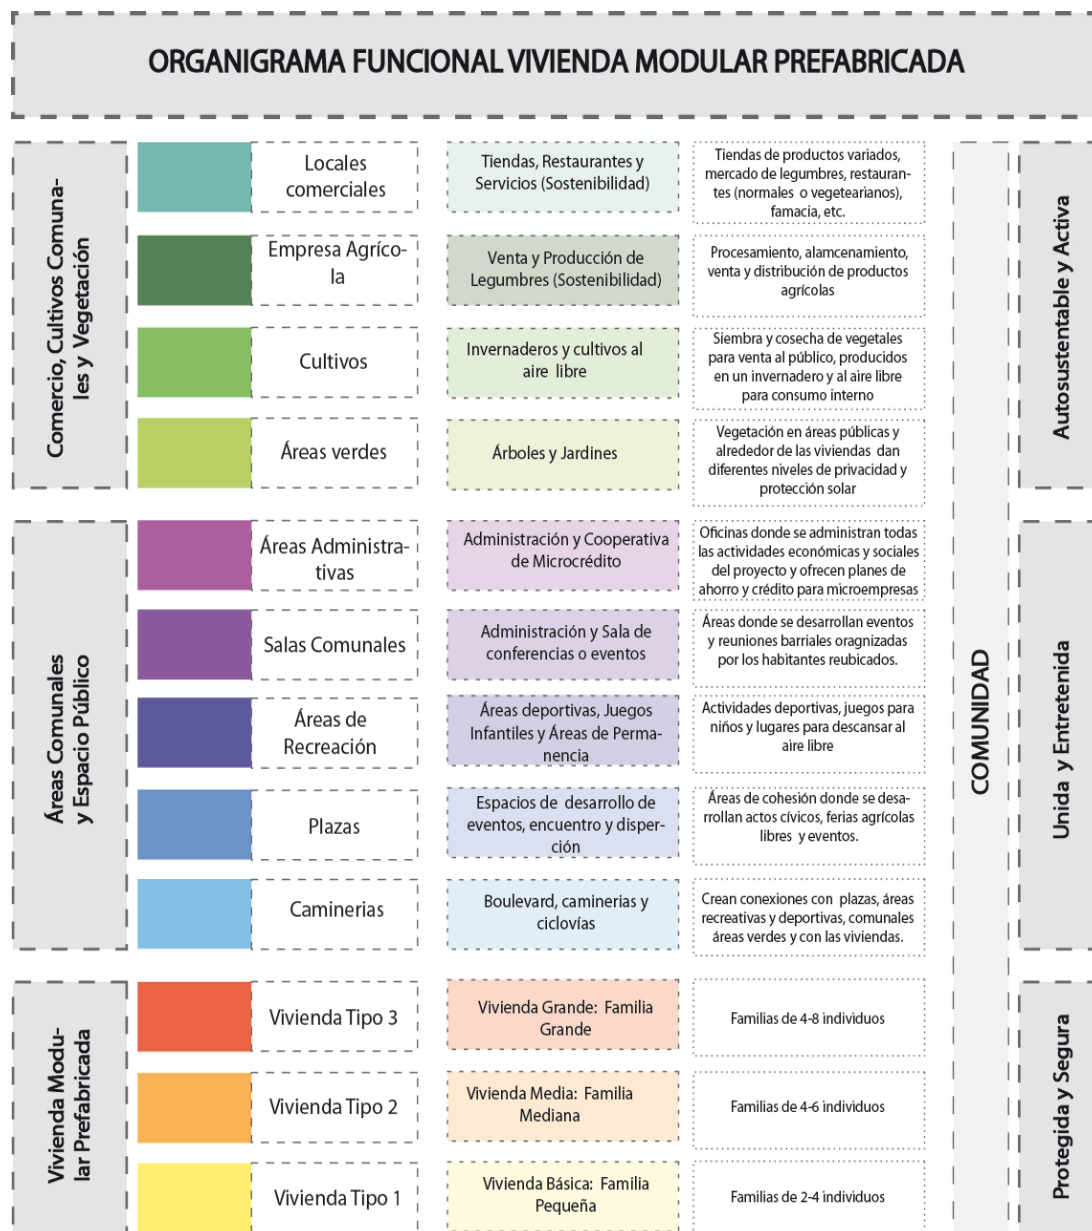 ORGANIGRAMA FUNCIONAL VIVIENDA MODULAR PREFABRICADA
Comercio, Cultivos Comuna-
les y Vegetación
Locales
comerciales
Tiendas, Restaurantes y
Servicios (Sostenibilidad)
Tiendas de productos variados,
mercado de legumbres, restauran-
tes (normales o vegetearianos),
famacia, etc.
Empresa Agríco-
la
Venta y Producción de
Legumbres (Sostenibilidad)
Procesamiento, alamcenamiento,
venta y distribución de productos
agrícolas
Cultivos
Invernaderos y cultivos al
aire libre
Siembra y cosecha de vegetales
para venta al público, producidos
en un invernadero y al aire libre
para consumo interno
Áreas verdes
Árboles y Jardines
Vegetación en áreas públicas y
alrededor de las viviendas dan
diferentes niveles de privacidad y
protección solar
Autosustentable y Activa
Áreas Comunales
y Espacio Público
Áreas Administra-
tivas
Administración y Cooperativa
de Microcrédito
Oficinas donde se administran todas
las actividades económicas y sociales
del proyecto y ofrecen planes de
ahorro y crédito para microempresas
Salas Comunales
Administración y Sala de
conferencias o eventos
Áreas donde se desarrollan eventos
y reuniones barriales oragnizadas
por los habitantes reubicados.
Áreas de
Recreación
Áreas deportivas, Juegos
Infantiles y Áreas de Perma-
nencia
Actividades deportivas, juegos para
niños y lugares para descansar al
aire libre
Plazas
Espacios de desarrollo de
eventos, encuentro y disper-
ción
Áreas de cohesión donde se desa-
rrollan actos cívicos, ferias agrícolas
libres y eventos.
Caminerias
Boulevard, caminerias y
ciclovías
Crean conexiones con plazas, áreas
recreativas y deportivas, comunales
áreas verdes y con las viviendas.
COMUNIDAD
Unida y Entretenida
Vivienda Modu-
lar Prefabricada
Vivienda Tipo 3
Vivienda Grande: Familia
Grande
Familias de 4-8 individuos
Vivienda Tipo 2
Vivienda Media: Familia
Mediana
Familias de 4-6 individuos
Vivienda Tipo 1
Vivienda Básica: Familia
Pequeña
Familias de 2-4 individuos
Protegida y Segura